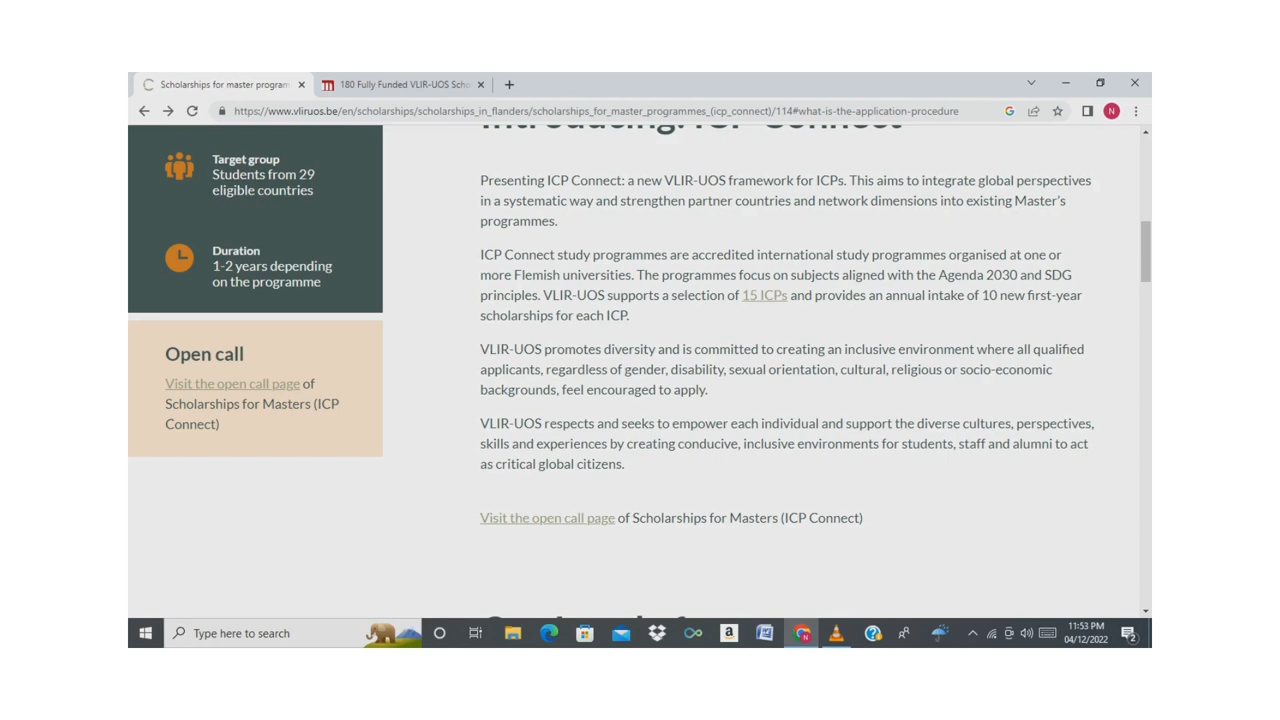 Scholarships for master program
180 Fully Funded VLIR-UOS Scho
https://www.vliruos.be/en/scholarships/scholarships_in_flanders/scholarships_for_master_programmes_(icp_connect)/114#what-is-the-application-procedure
N
Target group
Students from 29
eligible countries
Duration
1-2 years depending
on the programme
Open call
Visit the open call page of
Scholarships for Masters (ICP
Connect)
Introducing: ICP Connect
Presenting ICP Connect: a new VLIR-UOS framework for ICPs. This aims to integrate global perspectives
in a systematic way and strengthen partner countries and network dimensions into existing Master's
programmes.
ICP Connect study programmes are accredited international study programmes organised at one or
more Flemish universities. The programmes focus on subjects aligned with the Agenda 2030 and SDG
principles. VLIR-UOS supports a selection of 15 ICPs and provides an annual intake of 10 new first-year
scholarships for each ICP.
VLIR-UOS promotes diversity and is committed to creating an inclusive environment where all qualified
applicants, regardless of gender, disability, sexual orientation, cultural, religious or socio-economic
backgrounds, feel encouraged to apply.
VLIR-UOS respects and seeks to empower each individual and support the diverse cultures, perspectives,
skills and experiences by creating conducive, inclusive environments for students, staff and alumni to act
as critical global citizens.
Visit the open call page of Scholarships for Masters (ICP Connect)
Type here to search
11:53 PM
04/12/2022
2